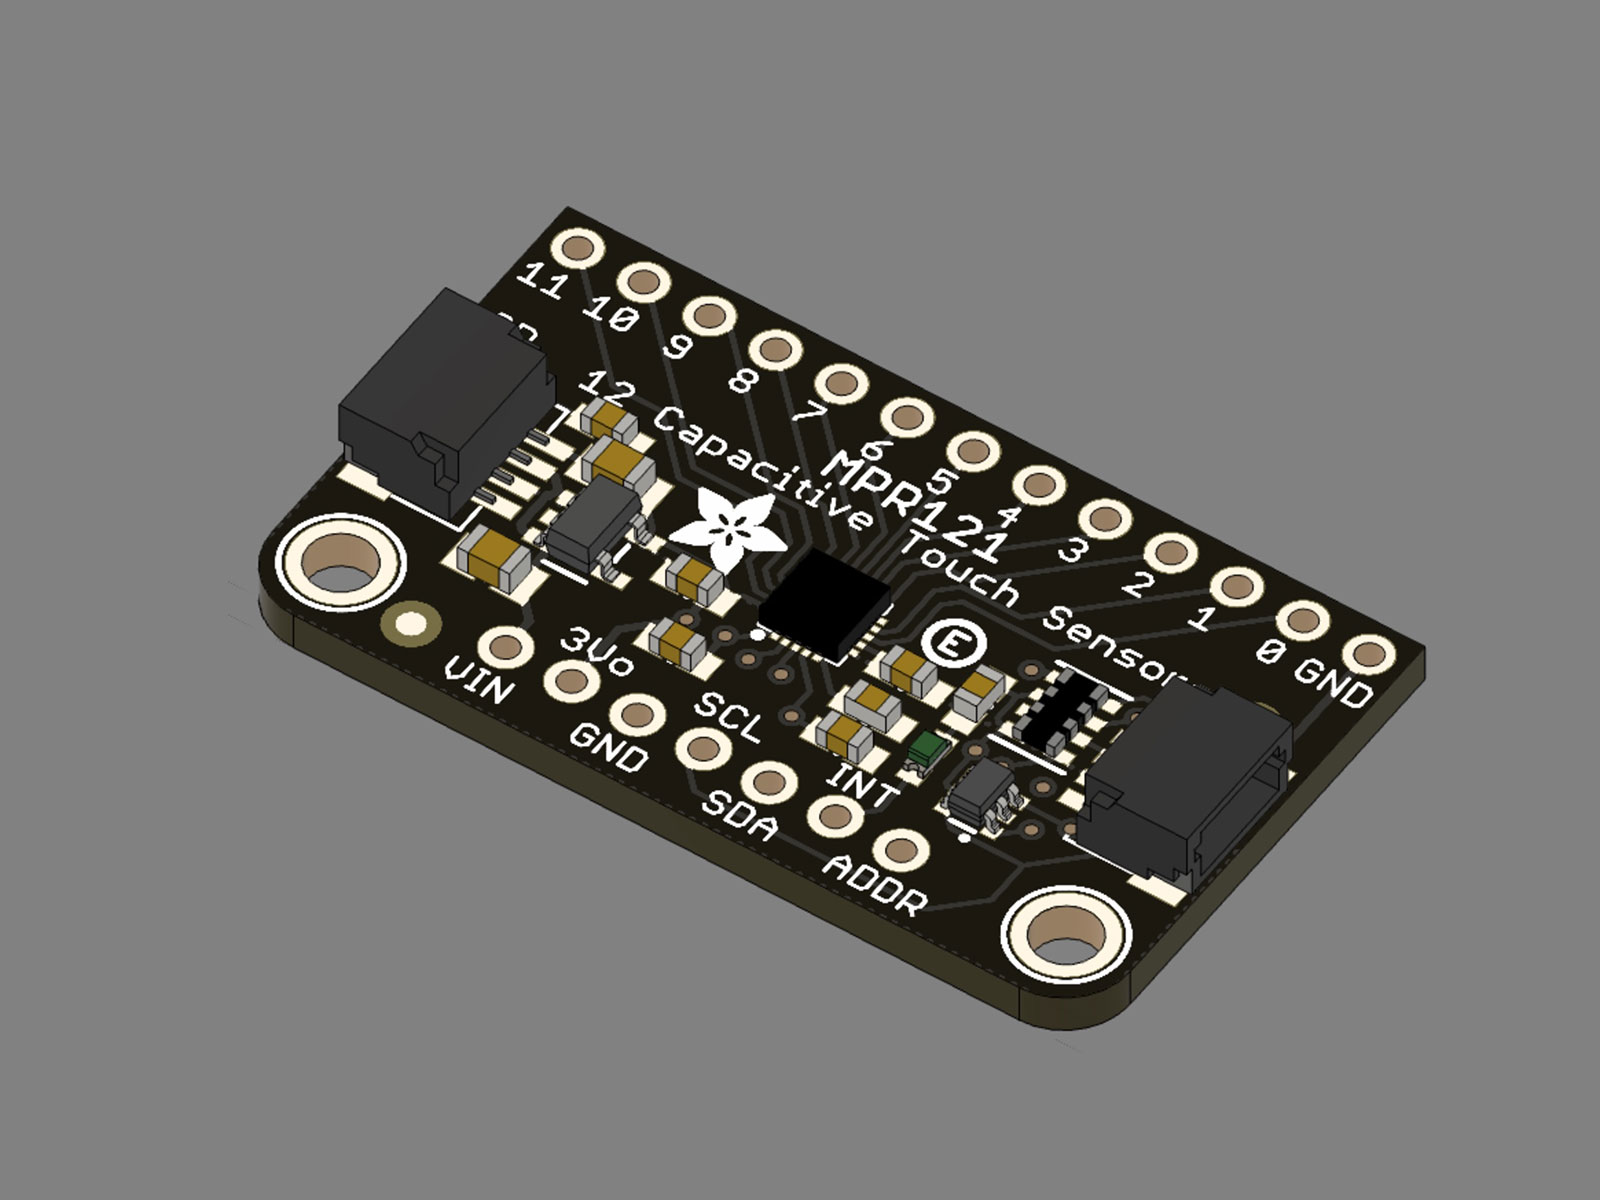 11 10 9 8 7 6 5 4 3 2 1 0 GND
MPR121
12 Capacitive Touch Sensor
E
VIN 3Vo GND SCL SDA INT ADDR